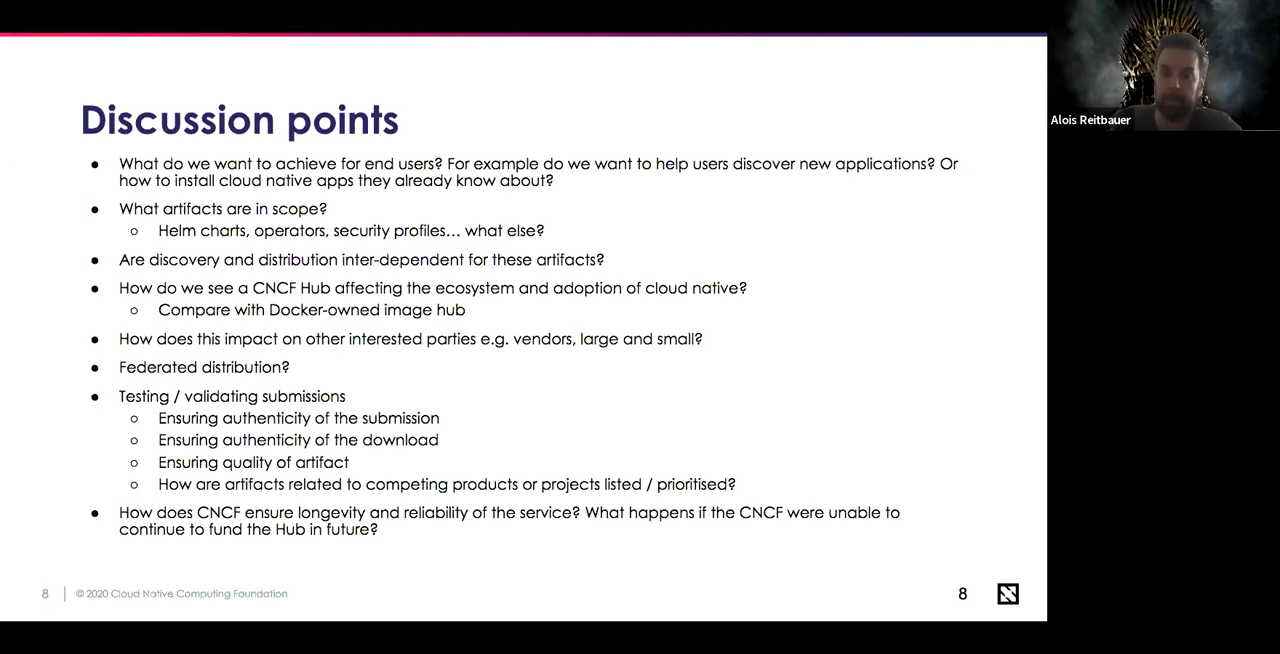 Discussion points
● What do we want to achieve for end users? For example do we want to help users discover new applications? Or
how to install cloud native apps they already know about?
● What artifacts are in scope?
○ Helm charts, operators, security profiles… what else?
● Are discovery and distribution inter-dependent for these artifacts?
● How do we see a CNCF Hub affecting the ecosystem and adoption of cloud native?
○ Compare with Docker-owned image hub
● How does this impact on other interested parties e.g. vendors, large and small?
● Federated distribution?
● Testing / validating submissions
○ Ensuring authenticity of the submission
○ Ensuring authenticity of the download
○ Ensuring quality of artifact
○ How are artifacts related to competing products or projects listed / prioritised?
● How does CNCF ensure longevity and reliability of the service? What happens if the CNCF were unable to
continue to fund the Hub in future?
8 | © 2020 Cloud Native Computing Foundation
8
Alois Reitbauer